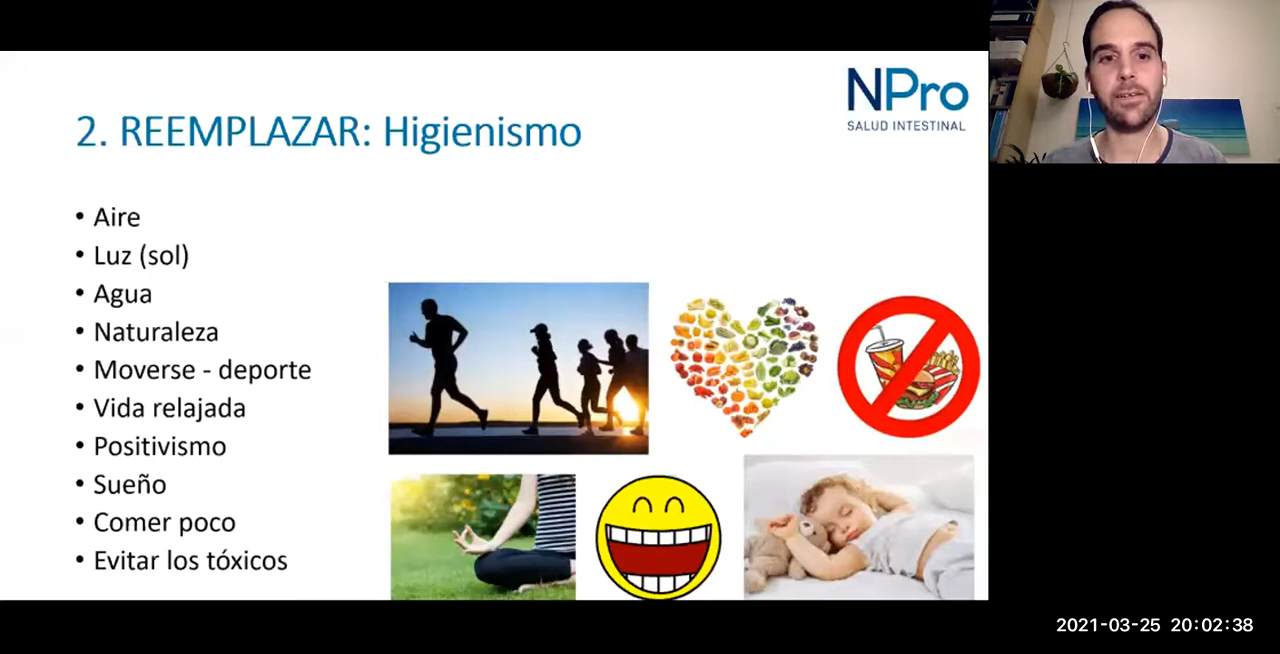 NPro
SALUD INTESTINAL
2. REEMPLAZAR: Higienismo
• Aire
• Luz (sol)
• Agua
• Naturaleza
• Moverse - deporte
• Vida relajada
• Positivismo
• Sueño
• Comer poco
• Evitar los tóxicos
2021-03-25 20:02:38